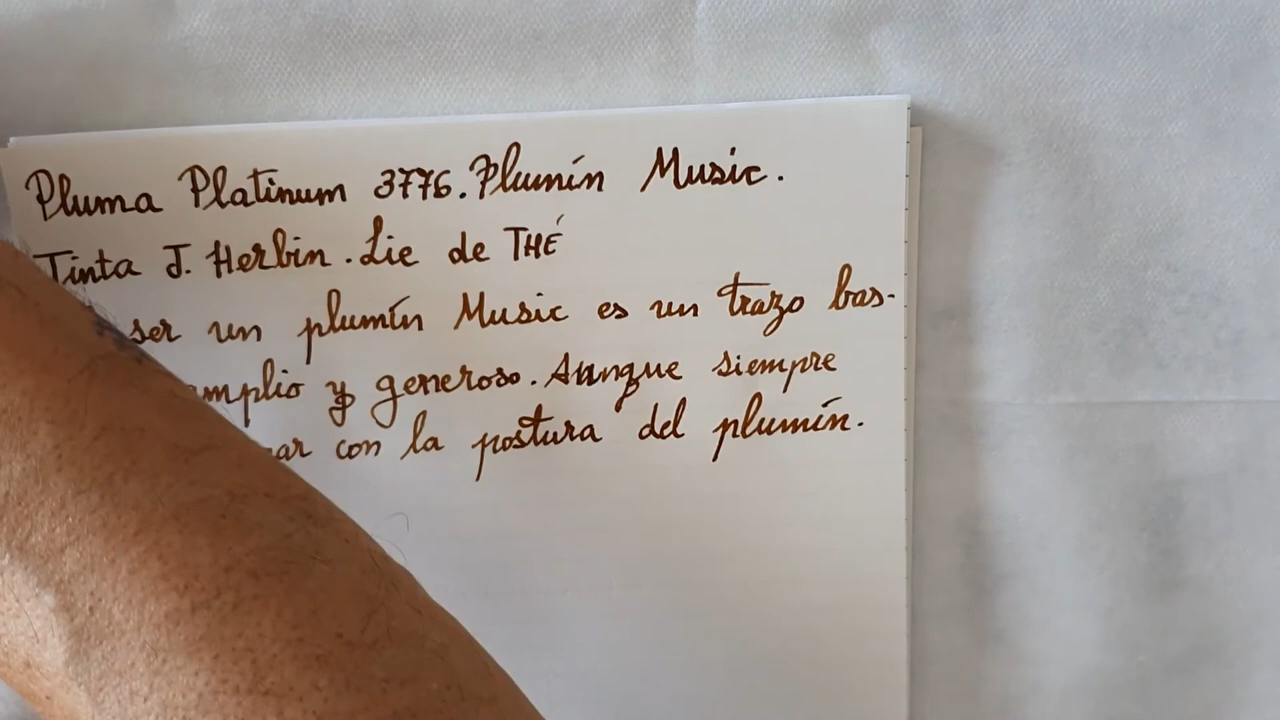 Pluma Platinum 3776. Plumín Music.
Tinta J. Herbin. Lie de THÉ
ser un plumín Music es un trazo bas-
amplio y generoso. Aunque siempre
con la postura del plumín.